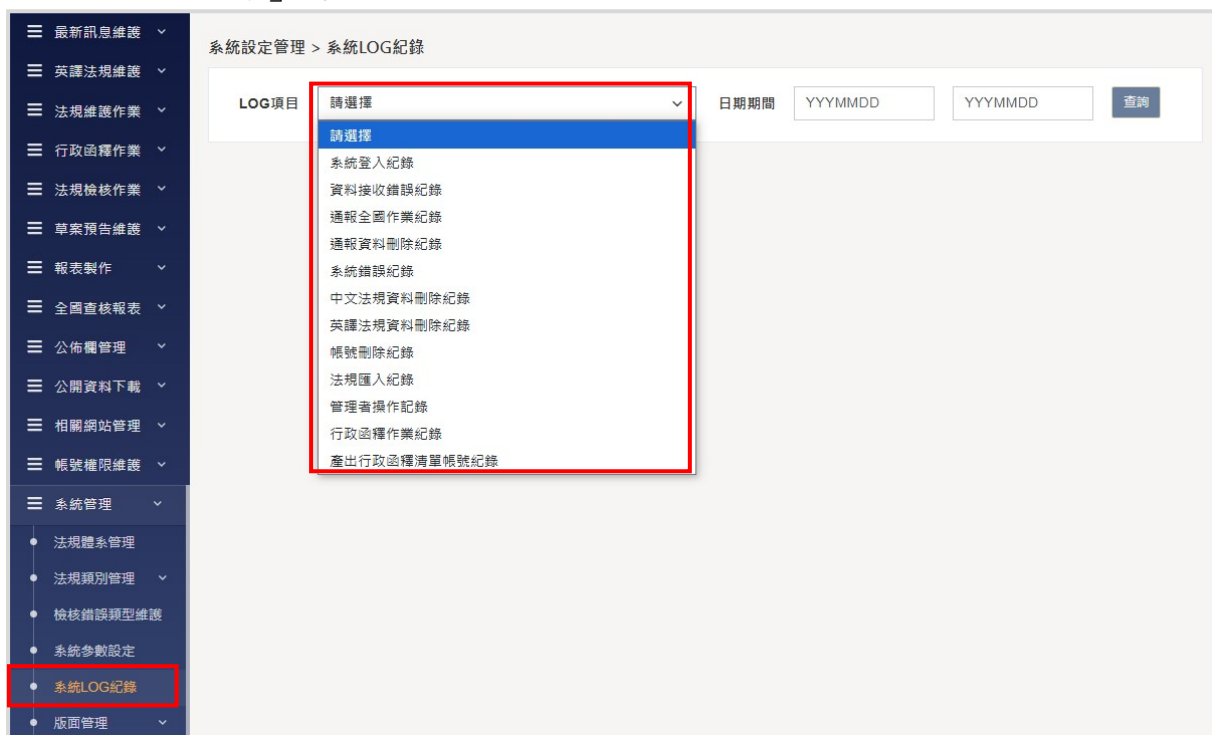 最新訊息維護
英譯法規維護
法規維護作業
行政函釋作業
法規檢核作業
草案預告維護
報表製作
全國查核報表
公佈欄管理
公開資料下載
相關網站管理
帳號權限維護
系統管理
法規體系管理
法規類別管理
檢核錯誤類型維護
系統參數設定
系統LOG紀錄
版面管理
系統設定管理 > 系統LOG紀錄
LOG項目 請選擇 日期期間 YYYMMDD YYYMMDD 查詢
請選擇
系統登入紀錄
資料接收錯誤紀錄
通報全國作業紀錄
通報資料刪除紀錄
系統錯誤紀錄
中文法規資料刪除紀錄
英譯法規資料刪除紀錄
帳號刪除紀錄
法規匯入紀錄
管理者操作記錄
行政函釋作業紀錄
產出行政函釋清單帳號紀錄